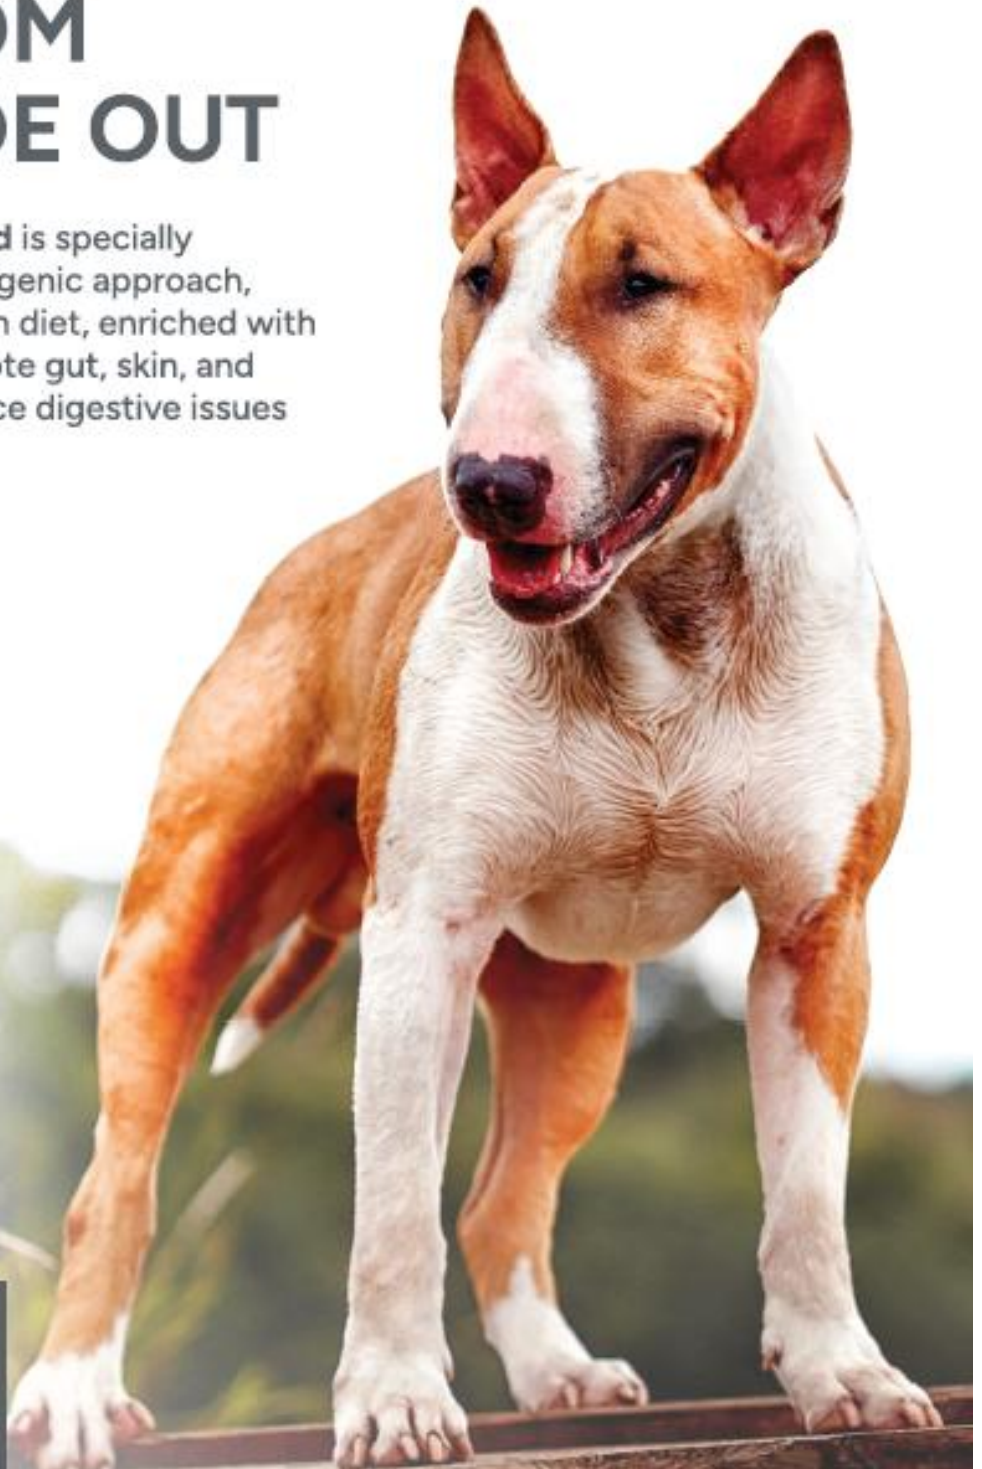 OM
DE OUT
d is specially
genic approach,
n diet, enriched with
ote gut, skin, and
ce digestive issues